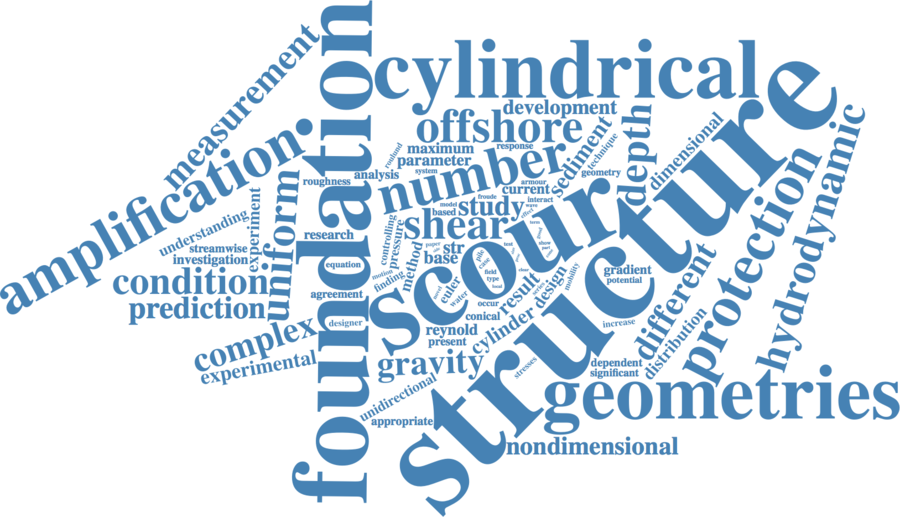 foundation
cylindrical
measurement
structure
development
offshore
amplification
hydrodynamic
depth
dimensional
sediment
technique
maximum
response
number
rouland
parameter
system
analysis
geometry
roughness
armour
current
interact
uniform
experiment
protection
froude
study
model
based
understanding
shear
scour
controlling
pressure
research
streamwise
str
method
base
investigation
equation
gradient
potential
different
condition
motion
finding
field
type
result
mobility
euler
water
design
agreement
occur
prediction
conical
cylinder
distribution
designer
increase
complex
reynold
present
experimental
gravity
dependent
significant
stresses
unidirectional
geometries
appropriate
nondimensional